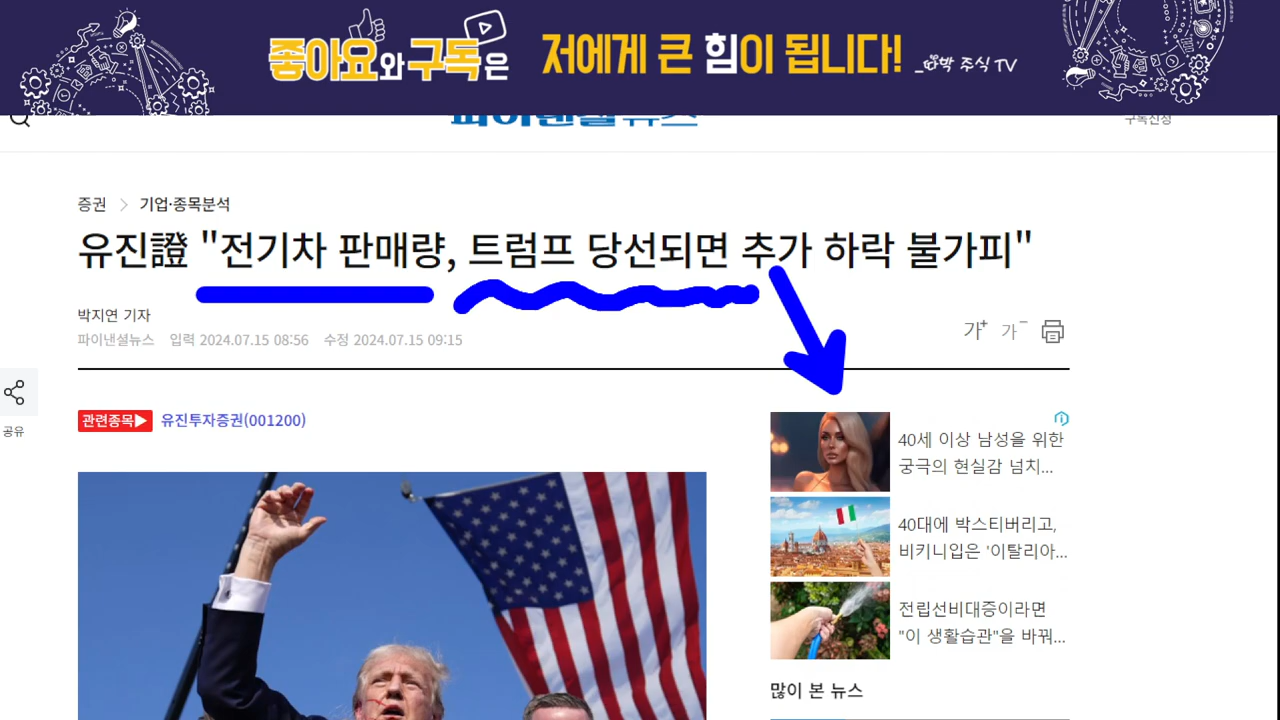 좋아요와 구독은 저에게 큰 힘이 됩니다!
파이낸셜뉴스
구독신청
증권 > 기업·종목분석
유진證 "전기차 판매량, 트럼프 당선되면 추가 하락 불가피"
박지연 기자
파이낸셜뉴스 입력 2024.07.15 08:56 수정 2024.07.15 09:15
가+ 가-
공유
관련종목▶ 유진투자증권(001200)
40세 이상 남성을 위한
궁극의 현실감 넘치...
40대에 박스티버리고,
비키니입은 '이탈리아...
전립선비대증이라면
"이 생활습관"을 바꿔...
많이 본 뉴스